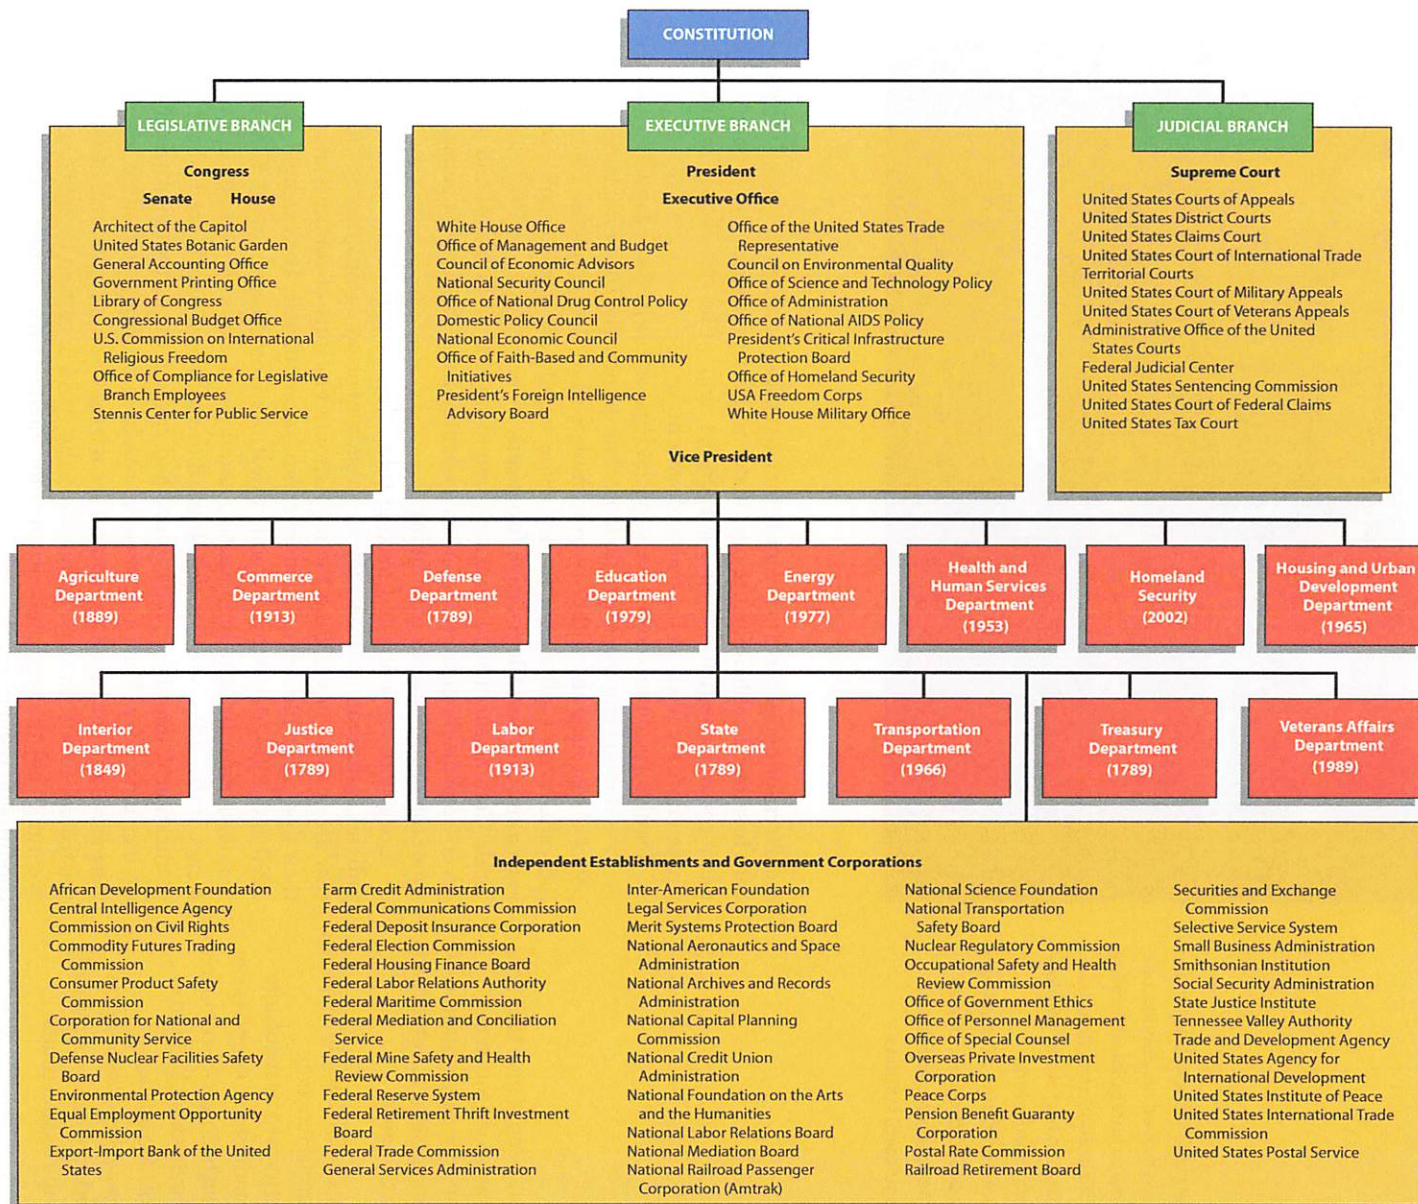 CONSTITUTION
LEGISLATIVE BRANCH
Congress
Senate House
Architect of the Capitol
United States Botanic Garden
General Accounting Office
Government Printing Office
Library of Congress
Congressional Budget Office
U.S. Commission on International
Religious Freedom
Office of Compliance for Legislative
Branch Employees
Stennis Center for Public Service
EXECUTIVE BRANCH
President
Executive Office
White House Office
Office of Management and Budget
Council of Economic Advisors
National Security Council
Office of National Drug Control Policy
Domestic Policy Council
National Economic Council
Office of Faith-Based and Community
Initiatives
President's Foreign Intelligence
Advisory Board
Office of the United States Trade
Representative
Council on Environmental Quality
Office of Science and Technology Policy
Office of Administration
Office of National AIDS Policy
President's Critical Infrastructure
Protection Board
Office of Homeland Security
USA Freedom Corps
White House Military Office
Vice President
JUDICIAL BRANCH
Supreme Court
United States Courts of Appeals
United States District Courts
United States Claims Court
United States Court of International Trade
Territorial Courts
United States Court of Military Appeals
United States Court of Veterans Appeals
Administrative Office of the United
States Courts
Federal Judicial Center
United States Sentencing Commission
United States Court of Federal Claims
United States Tax Court
Agriculture
Department
(1889)
Commerce
Department
(1913)
Defense
Department
(1789)
Education
Department
(1979)
Energy
Department
(1977)
Health and
Human Services
Department
(1953)
Homeland
Security
(2002)
Housing and Urban
Development
Department
(1965)
Interior
Department
(1849)
Justice
Department
(1789)
Labor
Department
(1913)
State
Department
(1789)
Transportation
Department
(1966)
Treasury
Department
(1789)
Veterans Affairs
Department
(1989)
Independent Establishments and Government Corporations
African Development Foundation
Central Intelligence Agency
Commission on Civil Rights
Commodity Futures Trading
Commission
Consumer Product Safety
Commission
Corporation for National and
Community Service
Defense Nuclear Facilities Safety
Board
Environmental Protection Agency
Equal Employment Opportunity
Commission
Export-Import Bank of the United
States
Farm Credit Administration
Federal Communications Commission
Federal Deposit Insurance Corporation
Federal Election Commission
Federal Housing Finance Board
Federal Labor Relations Authority
Federal Maritime Commission
Federal Mediation and Conciliation
Service
Federal Mine Safety and Health
Review Commission
Federal Reserve System
Federal Retirement Thrift Investment
Board
Federal Trade Commission
General Services Administration
Inter-American Foundation
Legal Services Corporation
Merit Systems Protection Board
National Aeronautics and Space
Administration
National Archives and Records
Administration
National Capital Planning
Commission
National Credit Union
Administration
National Foundation on the Arts
and the Humanities
National Labor Relations Board
National Mediation Board
National Railroad Passenger
Corporation (Amtrak)
National Science Foundation
National Transportation
Safety Board
Nuclear Regulatory Commission
Occupational Safety and Health
Review Commission
Office of Government Ethics
Office of Personnel Management
Office of Special Counsel
Overseas Private Investment
Corporation
Peace Corps
Pension Benefit Guaranty
Corporation
Postal Rate Commission
Railroad Retirement Board
Securities and Exchange
Commission
Selective Service System
Small Business Administration
Smithsonian Institution
Social Security Administration
State Justice Institute
Tennessee Valley Authority
Trade and Development Agency
United States Agency for
International Development
United States Institute of Peace
United States International Trade
Commission
United States Postal Service